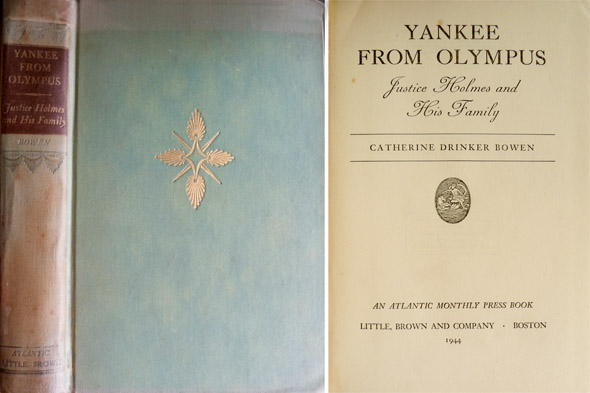 YANKEE
FROM
OLYMPUS
Justice Holmes
and His Family
BOWEN
ATLANTIC
LITTLE, BROWN
YANKEE
FROM OLYMPUS
Justice Holmes and
His Family
CATHERINE DRINKER BOWEN
AN ATLANTIC MONTHLY PRESS BOOK
LITTLE, BROWN AND COMPANY · BOSTON
1944